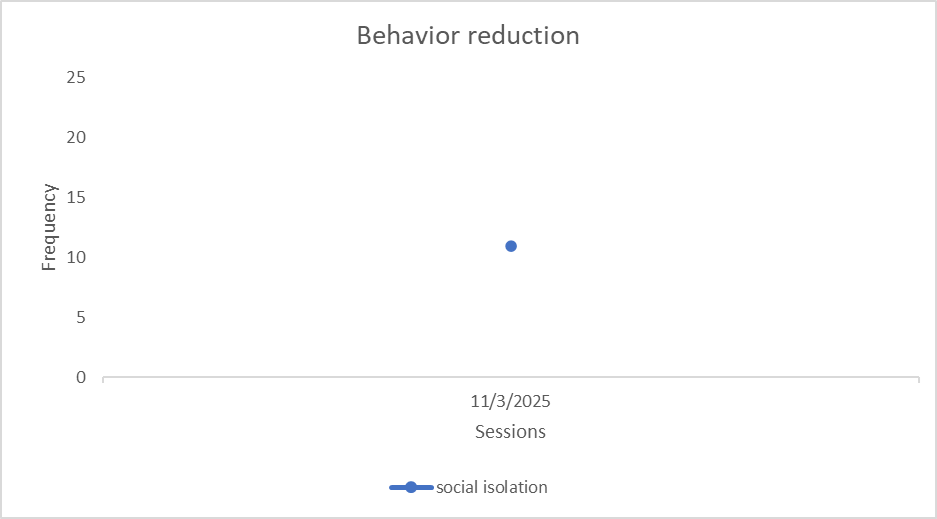 Behavior reduction
25
20
15
10
5
0
Frequency
11/3/2025
Sessions
social isolation